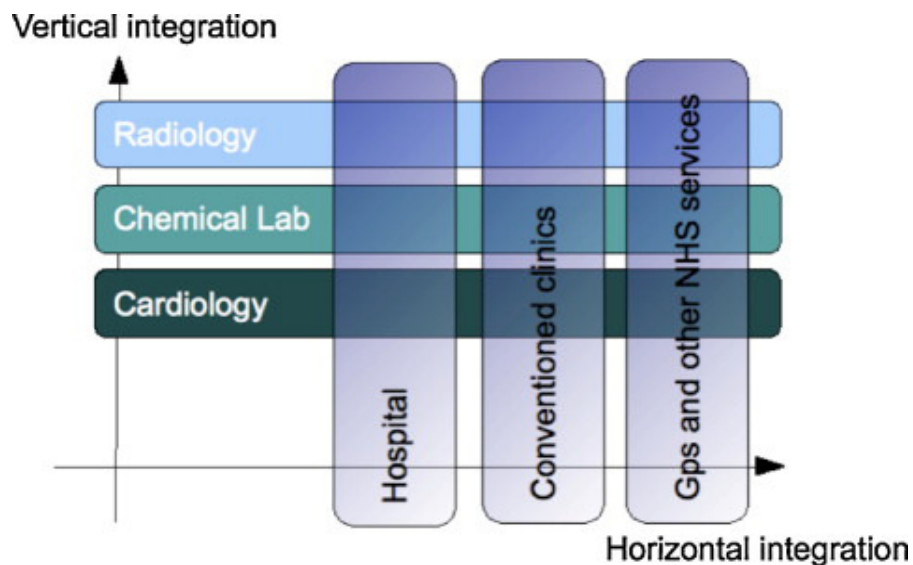 Vertical integration
Radiology
Chemical Lab
Cardiology
Hospital
Conventioned clinics
Gps and other NHS services
Horizontal integration